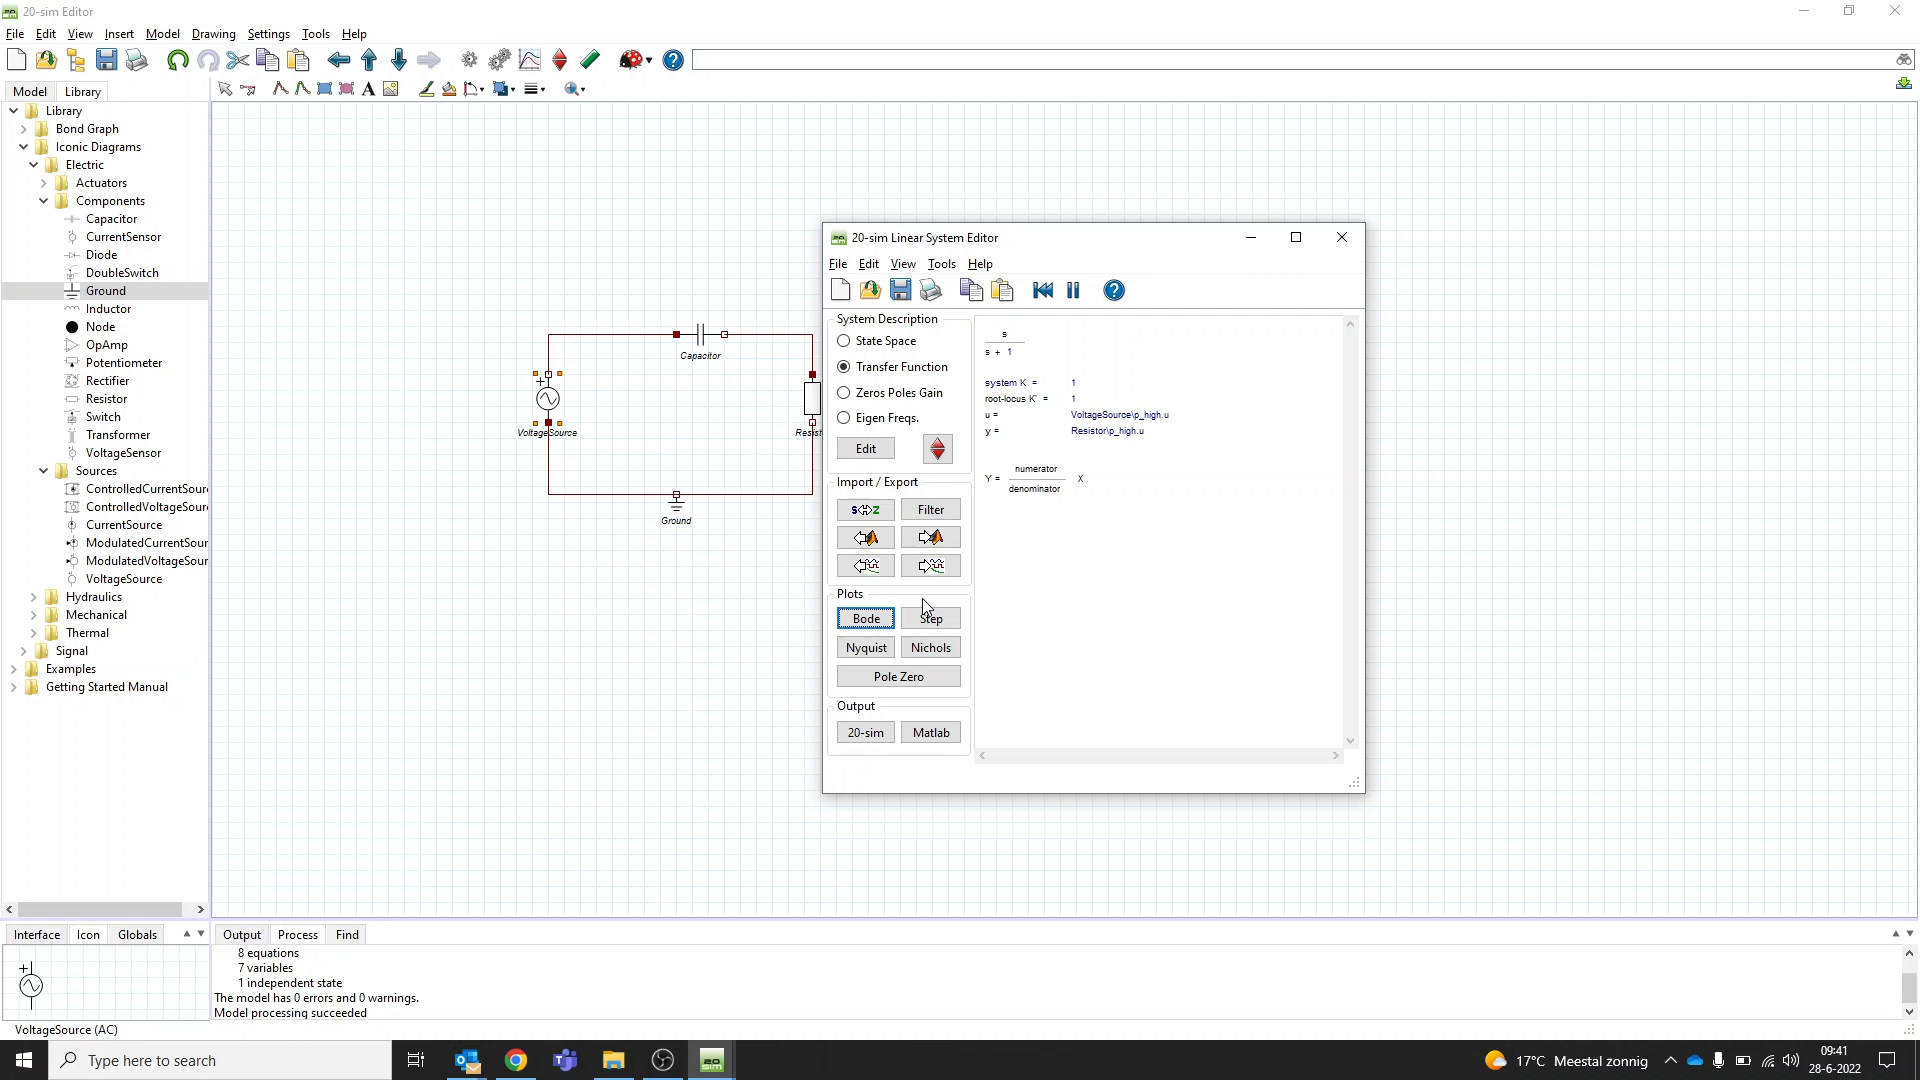 20-sim Editor
File Edit View Insert Model Drawing Settings Tools Help
Model Library
Library
Bond Graph
Iconic Diagrams
Electric
Actuators
Components
Capacitor
CurrentSensor
Diode
DoubleSwitch
Ground
Inductor
Node
OpAmp
Potentiometer
Rectifier
Resistor
Switch
Transformer
VoltageSensor
Sources
ControlledCurrentSour
ControlledVoltageSour
CurrentSource
ModulatedCurrentSour
ModulatedVoltageSour
VoltageSource
Hydraulics
Mechanical
Thermal
Signal
Examples
Getting Started Manual
Capacitor
VoltageSource
Resist
Ground
20-sim Linear System Editor
File Edit View Tools Help
System Description
State Space
Transfer Function
Zeros Poles Gain
Eigen Freqs.
Edit
Import / Export
S Z Filter
Plots
Bode Step
Nyquist Nichols
Pole Zero
Output
20-sim Matlab
s
s + 1
system K = 1
root-locus K' = 1
u = VoltageSource\p_high.u
y = Resistor\p_high.u
numerator
Y = X
denominator
Interface Icon Globals
Output Process Find
8 equations
7 variables
1 independent state
The model has 0 errors and 0 warnings.
Model processing succeeded
VoltageSource (AC)
Type here to search
20 SIM
17°C Meestal zonnig
09:41
28-6-2022